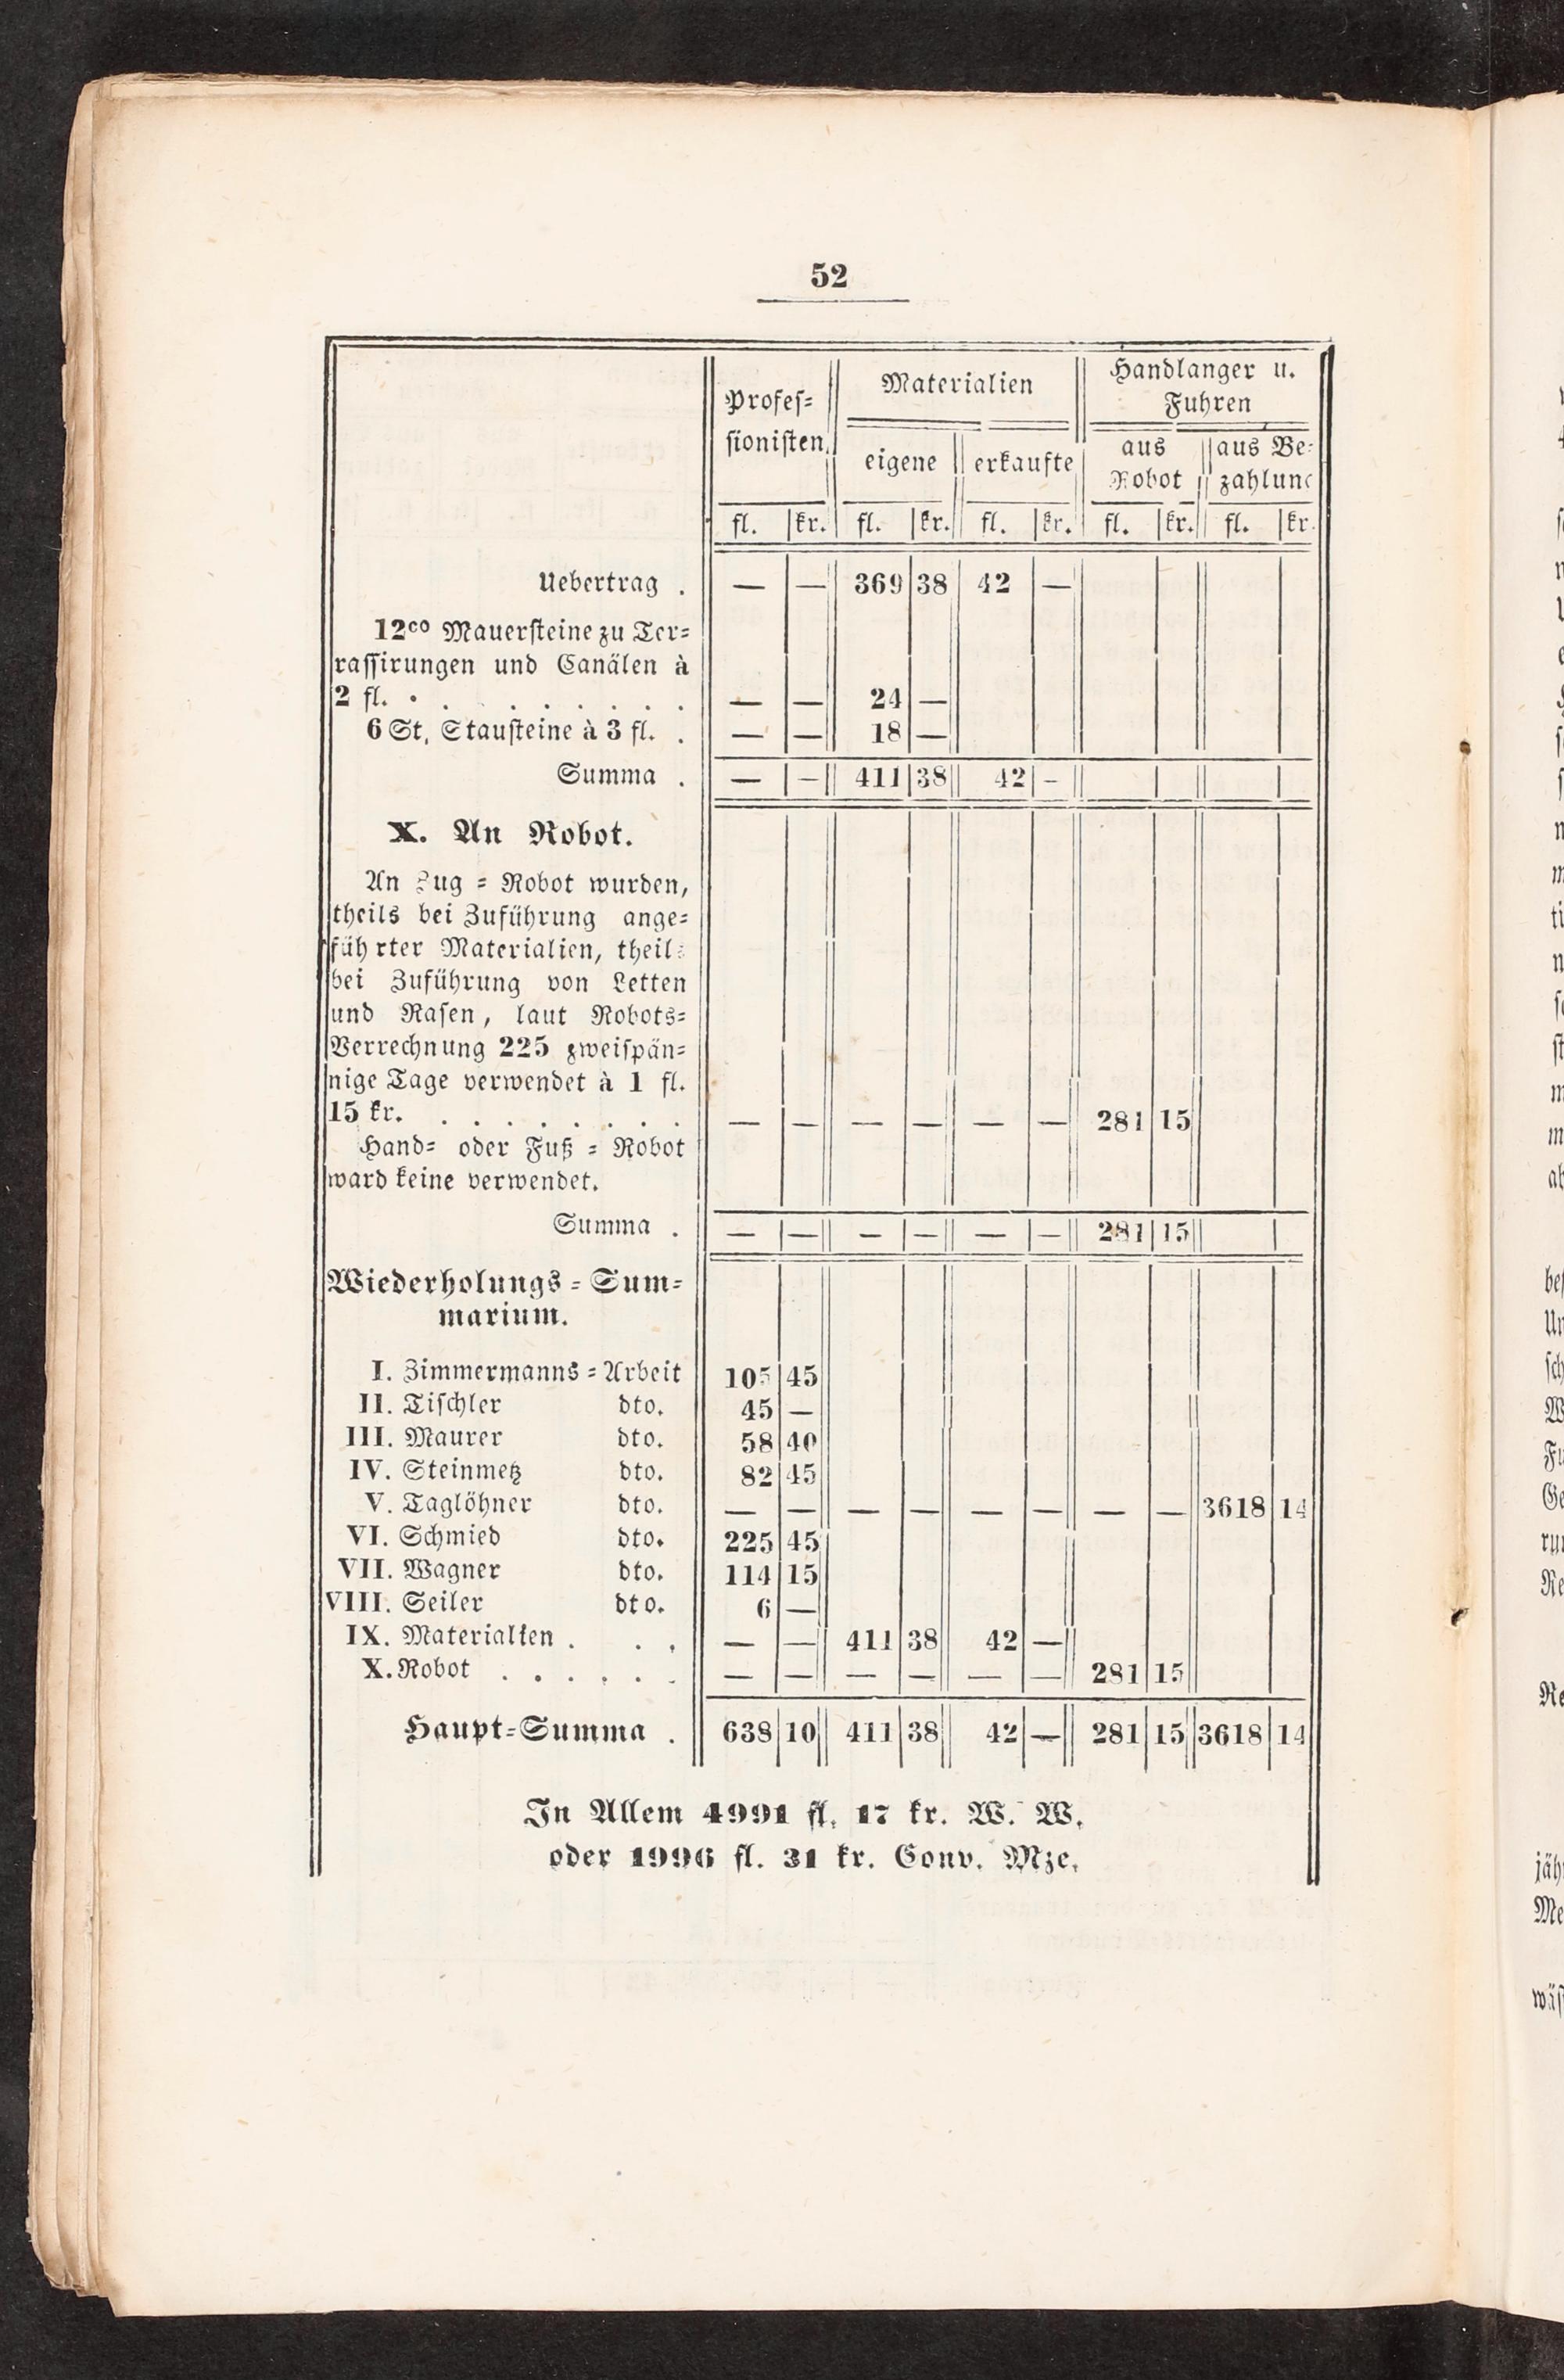 52
Profes= Materialien Handlanger u.
sionisten Fuhren
eigene erkaufte aus Robot aus Be=
zahlung
fl. kr. fl. kr. fl. kr. fl. kr. fl. kr.
Uebertrag . — — 369 38 42 —
12co Mauersteine zu Ter=
rassirungen und Canälen à
2 fl. . . . . . . . — — 24 —
6 St. Stausteine à 3 fl. . — — 18 —
Summa . — — 411 38 42 —
X. An Robot.
An Zug = Robot wurden,
theils bei Zuführung ange=
führter Materialien, theils
bei Zuführung von Letten
und Rasen, laut Robots=
Verrechnung 225 zweispän=
nige Tage verwendet à 1 fl.
15 kr. . . . . . . . . — — — — — — 281 15
Hand= oder Fuß = Robot
ward keine verwendet.
Summa . — — — — — — 281 15
Wiederholungs = Sum=
marium.
I. Zimmermanns = Arbeit 105 45
II. Tischler dto. 45 —
III. Maurer dto. 58 40
IV. Steinmetz dto. 82 45
V. Taglöhner dto. — — — — — — — — 3618 14
VI. Schmied dto. 225 45
VII. Wagner dto. 114 15
VIII. Seiler dto. 6 —
IX. Materialien . . . — — 411 38 42 —
X. Robot . . . . . . — — — — — — 281 15
Haupt=Summa . 638 10 411 38 42 — 281 15 3618 14
In Allem 4991 fl. 17 kr. W. W.
oder 1996 fl. 31 kr. Conv. Mze.